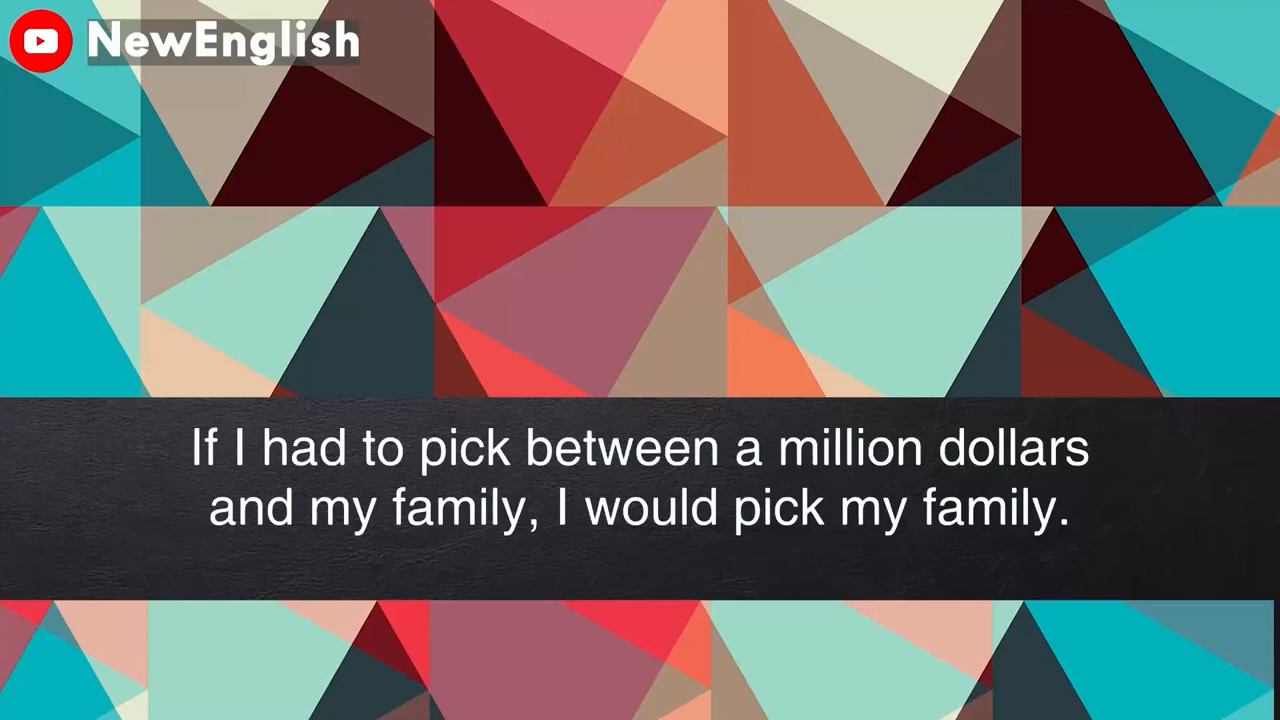 NewEnglish
If I had to pick between a million dollars
and my family, I would pick my family.